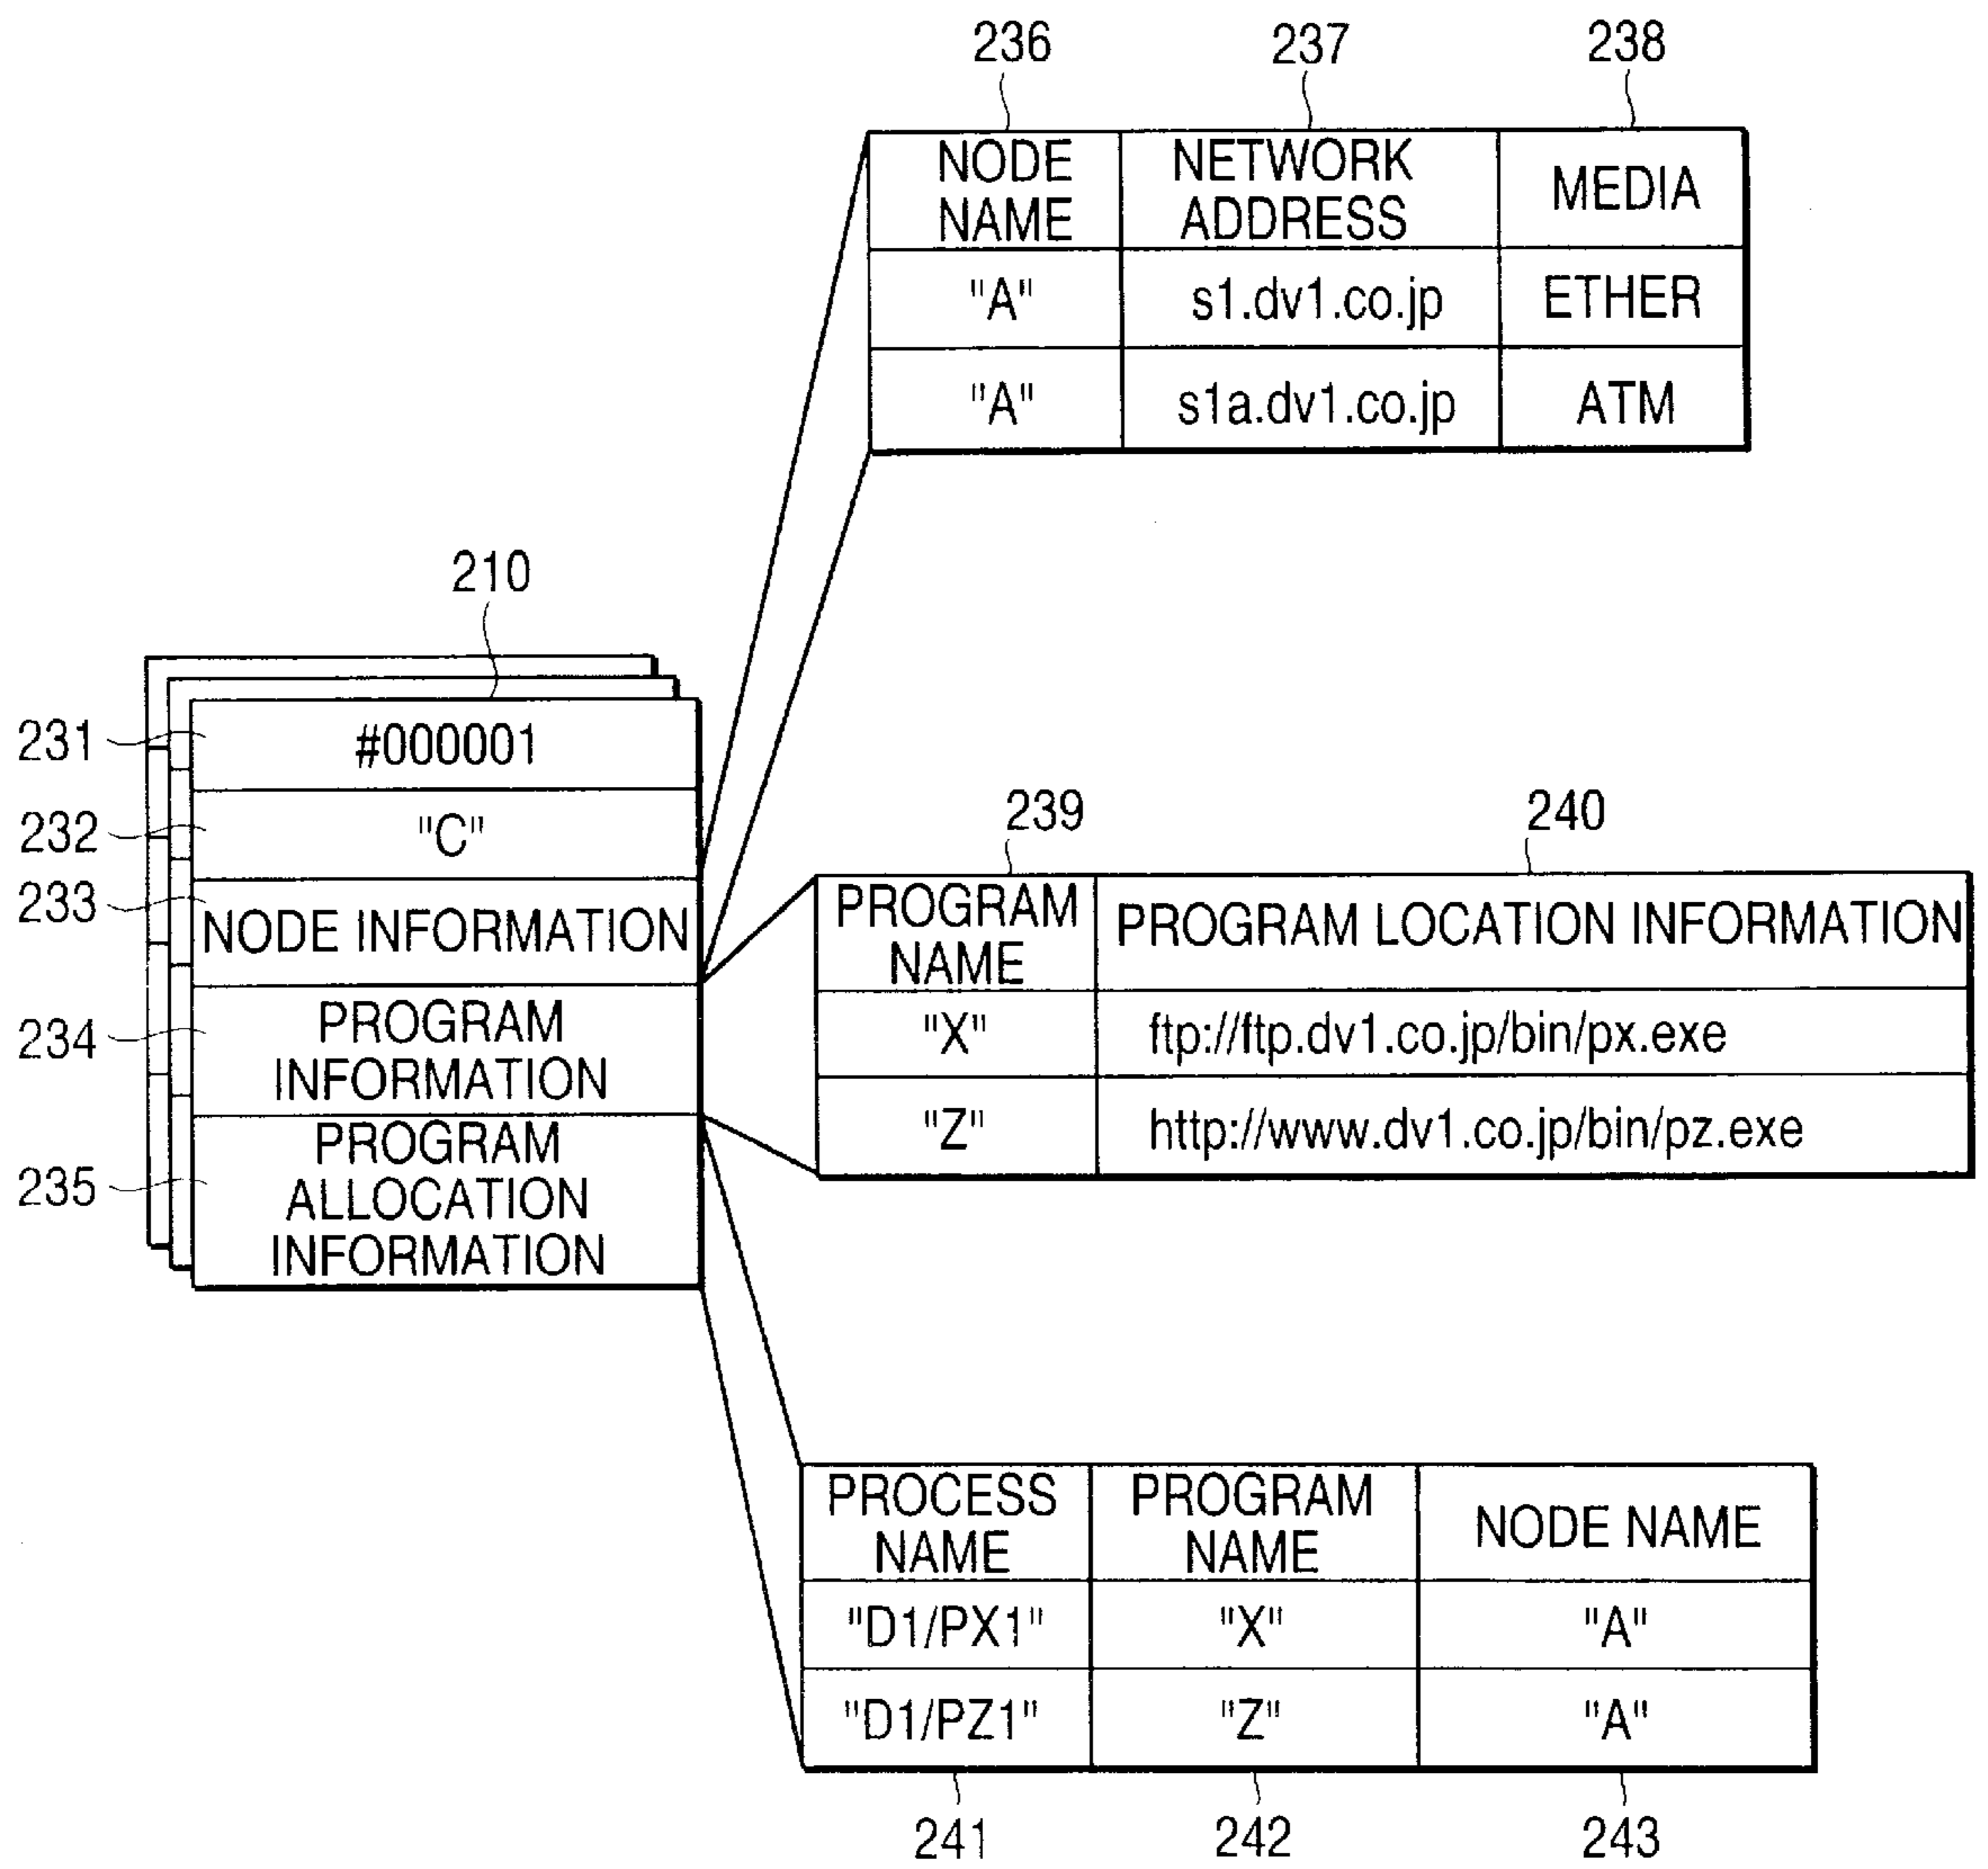 236 237 238
NODE NAME NETWORK ADDRESS MEDIA
"A" s1.dv1.co.jp ETHER
"A" s1a.dv1.co.jp ATM
210
231 #000001
232 "C"
233 NODE INFORMATION
234 PROGRAM
INFORMATION
235 PROGRAM
ALLOCATION
INFORMATION
239 240
PROGRAM NAME PROGRAM LOCATION INFORMATION
"X" ftp://ftp.dv1.co.jp/bin/px.exe
"Z" http://www.dv1.co.jp/bin/pz.exe
PROCESS NAME PROGRAM NAME NODE NAME
"D1/PX1" "X" "A"
"D1/PZ1" "Z" "A"
241 242 243